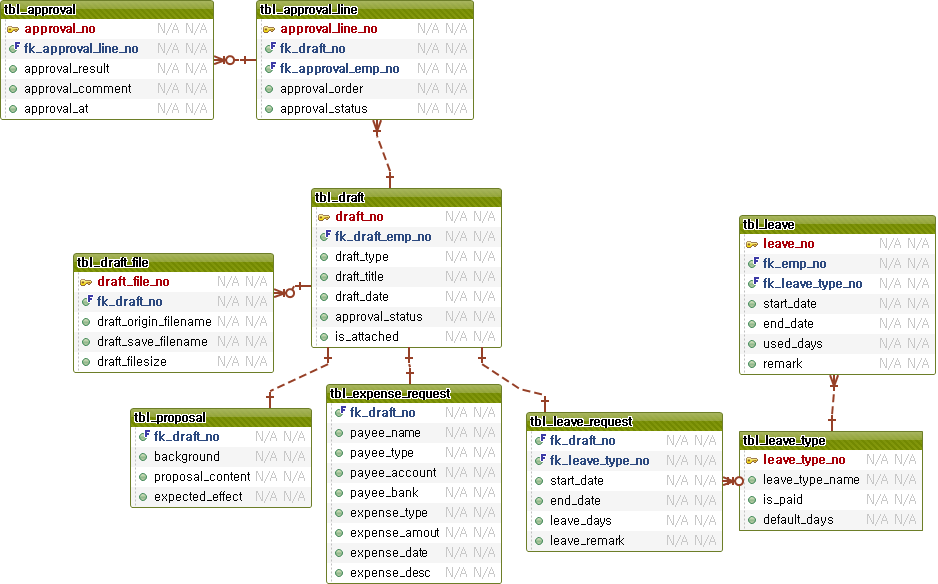 tbl_approval
approval_no N/A N/A
fk_approval_line_no N/A N/A
approval_result N/A N/A
approval_comment N/A N/A
approval_at N/A N/A
tbl_approval_line
approval_line_no N/A N/A
fk_draft_no N/A N/A
fk_approval_emp_no N/A N/A
approval_order N/A N/A
approval_status N/A N/A
tbl_draft
draft_no N/A N/A
fk_draft_emp_no N/A N/A
draft_type N/A N/A
draft_title N/A N/A
draft_date N/A N/A
approval_status N/A N/A
is_attached N/A N/A
tbl_leave
leave_no N/A N/A
fk_emp_no N/A N/A
fk_leave_type_no N/A N/A
start_date N/A N/A
end_date N/A N/A
used_days N/A N/A
remark N/A N/A
tbl_draft_file
draft_file_no N/A N/A
fk_draft_no N/A N/A
draft_origin_filename N/A N/A
draft_save_filename N/A N/A
draft_filesize N/A N/A
tbl_proposal
fk_draft_no N/A N/A
background N/A N/A
proposal_content N/A N/A
expected_effect N/A N/A
tbl_expense_request
fk_draft_no N/A N/A
payee_name N/A N/A
payee_type N/A N/A
payee_account N/A N/A
payee_bank N/A N/A
expense_type N/A N/A
expense_amout N/A N/A
expense_date N/A N/A
expense_desc N/A N/A
tbl_leave_request
fk_draft_no N/A N/A
fk_leave_type_no N/A N/A
start_date N/A N/A
end_date N/A N/A
leave_days N/A N/A
leave_remark N/A N/A
tbl_leave_type
leave_type_no N/A N/A
leave_type_name N/A N/A
is_paid N/A N/A
default_days N/A N/A